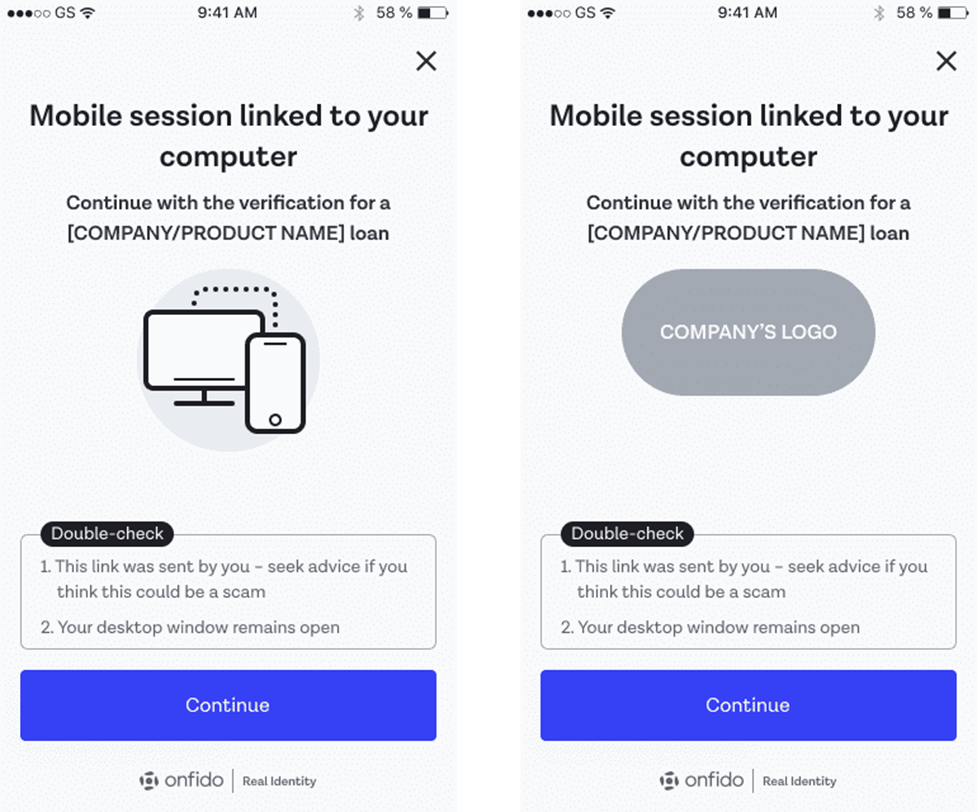 GS 9:41 AM 58 %
Mobile session linked to your
computer
Continue with the verification for a
[COMPANY/PRODUCT NAME] loan
Double-check
1. This link was sent by you – seek advice if you
think this could be a scam
2. Your desktop window remains open
Continue
onfido | Real Identity
GS 9:41 AM 58 %
Mobile session linked to your
computer
Continue with the verification for a
[COMPANY/PRODUCT NAME] loan
COMPANY’S LOGO
Double-check
1. This link was sent by you – seek advice if you
think this could be a scam
2. Your desktop window remains open
Continue
onfido | Real Identity